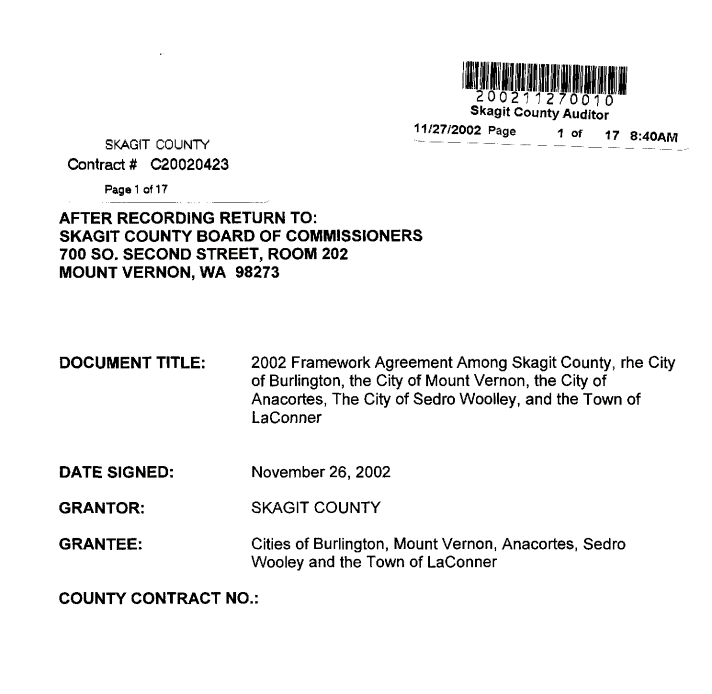 200211270010
Skagit County Auditor
11/27/2002 Page 1 of 17 8:40AM
SKAGIT COUNTY
Contract # C20020423
Page 1 of 17
AFTER RECORDING RETURN TO:
SKAGIT COUNTY BOARD OF COMMISSIONERS
700 SO. SECOND STREET, ROOM 202
MOUNT VERNON, WA 98273
DOCUMENT TITLE: 2002 Framework Agreement Among Skagit County, rhe City
of Burlington, the City of Mount Vernon, the City of
Anacortes, The City of Sedro Woolley, and the Town of
LaConner
DATE SIGNED: November 26, 2002
GRANTOR: SKAGIT COUNTY
GRANTEE: Cities of Burlington, Mount Vernon, Anacortes, Sedro
Wooley and the Town of LaConner
COUNTY CONTRACT NO.: